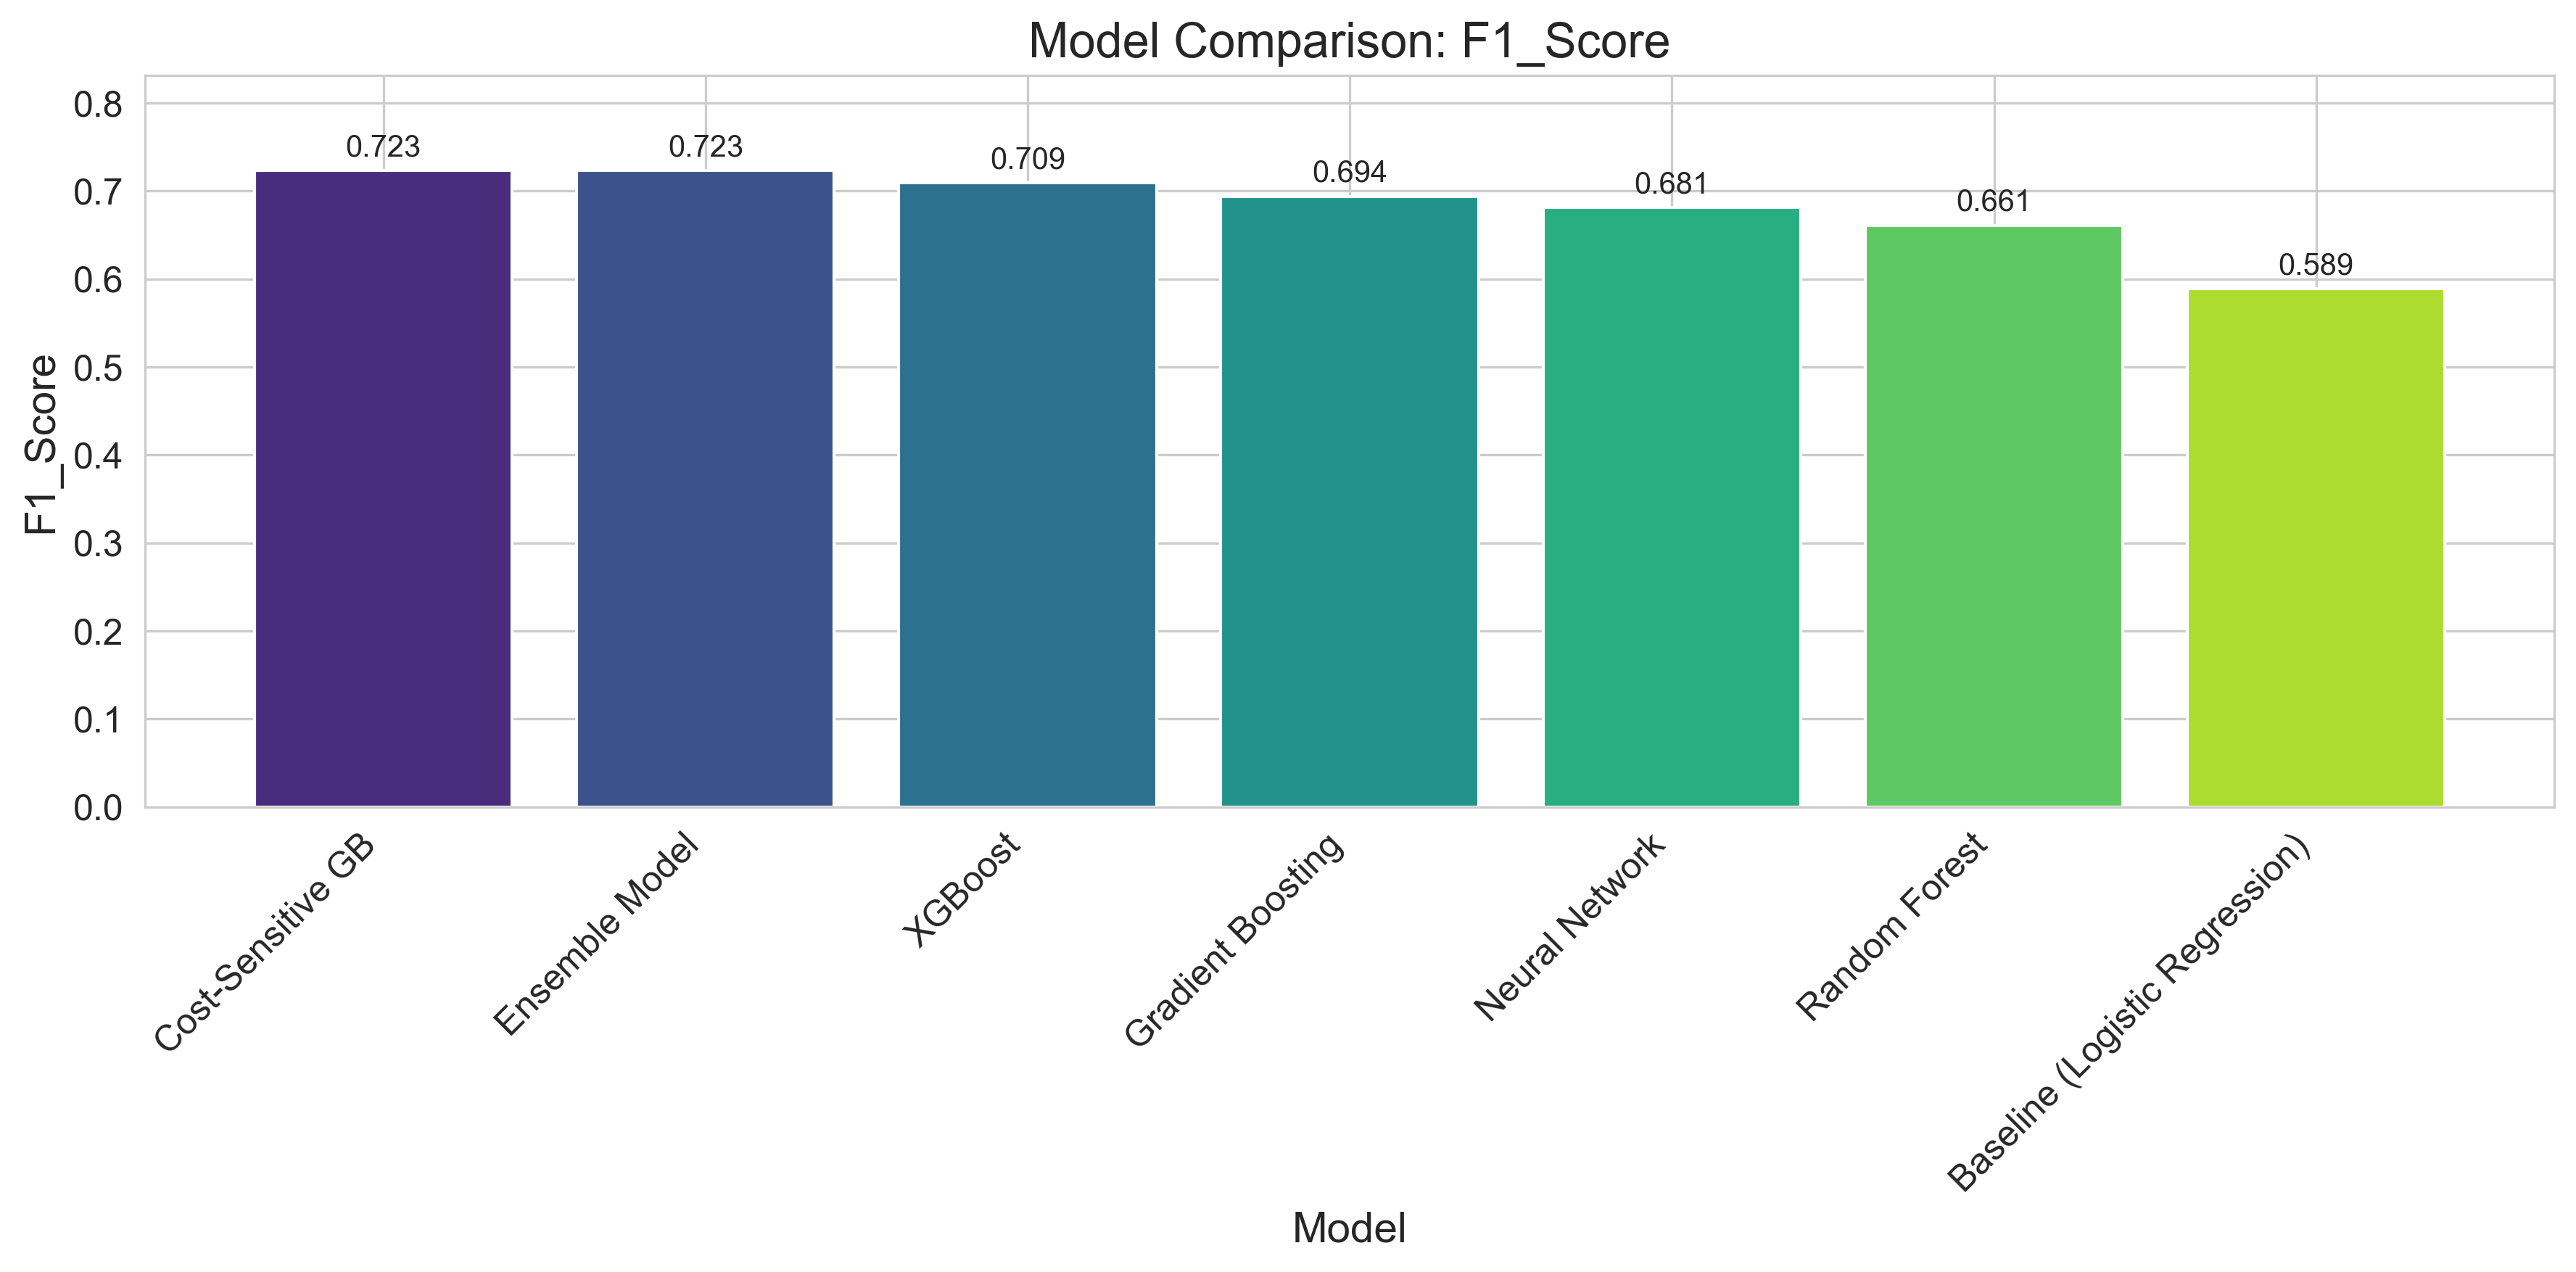 Model Comparison: F1_Score
F1_Score
0.8
0.7
0.6
0.5
0.4
0.3
0.2
0.1
0.0
0.723
0.723
0.709
0.694
0.681
0.661
0.589
Cost-Sensitive GB
Ensemble Model
XGBoost
Gradient Boosting
Neural Network
Random Forest
Baseline (Logistic Regression)
Model